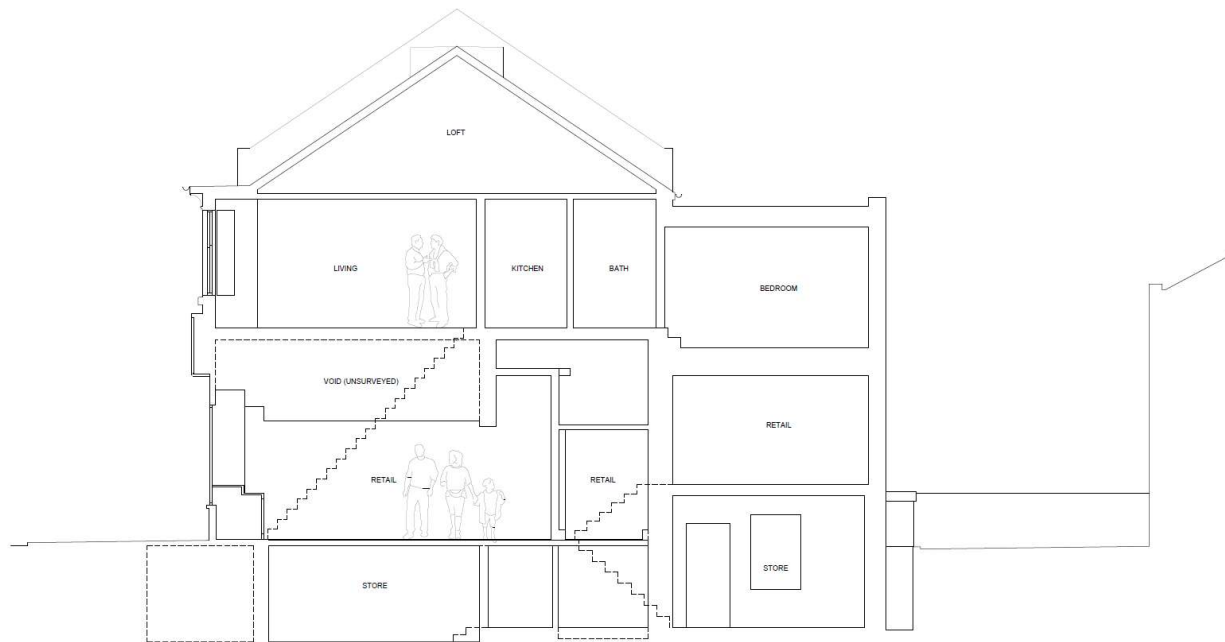 LOFT
LIVING
KITCHEN
BATH
BEDROOM
VOID (UNSURVEYED)
RETAIL
RETAIL
RETAIL
STORE
STORE